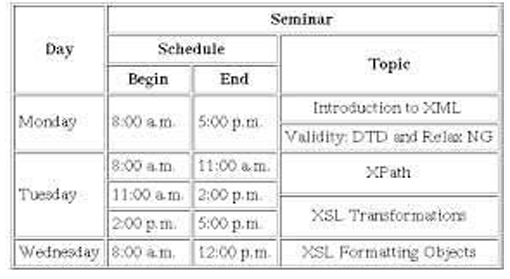 Seminar
Day
Schedule
Topic
Begin End
Monday 8:00 a.m. 5:00 p.m. Introduction to XML
Validity: DTD and Relax NG
Tuesday 8:00 a.m. 11:00 a.m. XPath
11:00 a.m. 2:00 p.m.
XSL Transformations
2:00 p.m. 5:00 p.m.
Wednesday 8:00 a.m. 12:00 p.m. XSL Formatting Objects